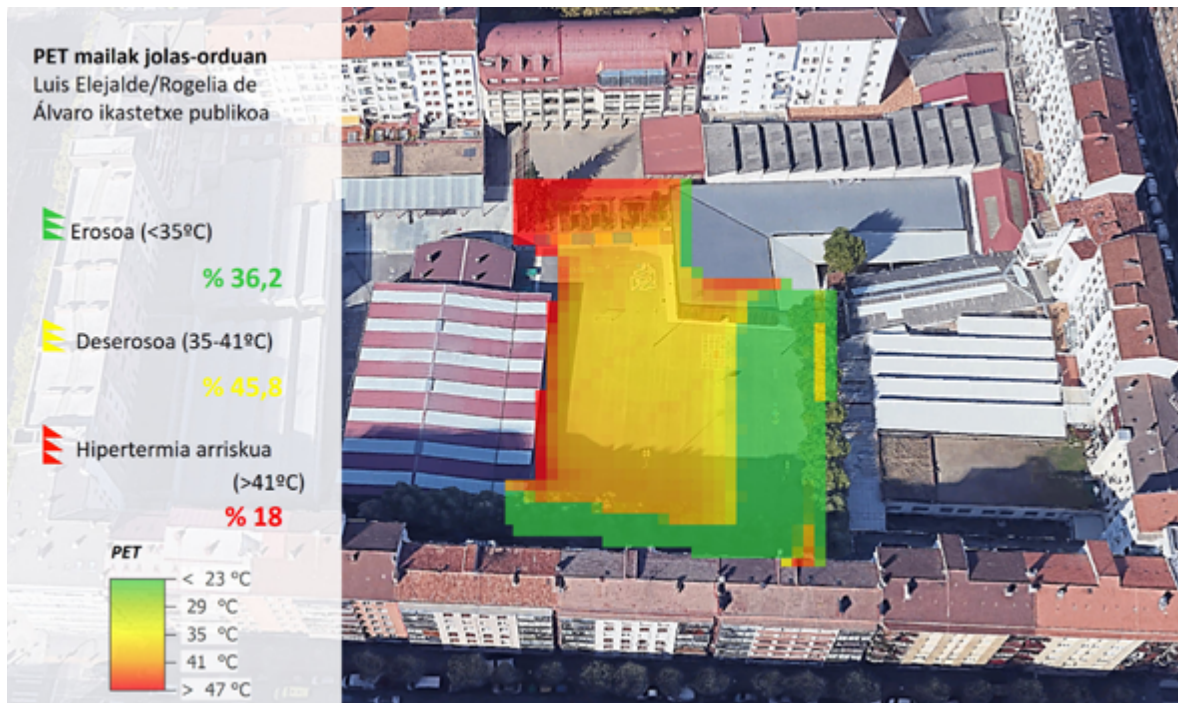 PET mailak jolas-orduan
Luis Elejalde/Rogelia de
Álvaro ikastetxe publikoa
Erosoa (<35ºC)
% 36,2
Deserosoa (35-41ºC)
% 45,8
Hipertermia arriskua
(>41ºC)
% 18
PET
< 23 ºC
29 ºC
35 ºC
41 ºC
> 47 ºC